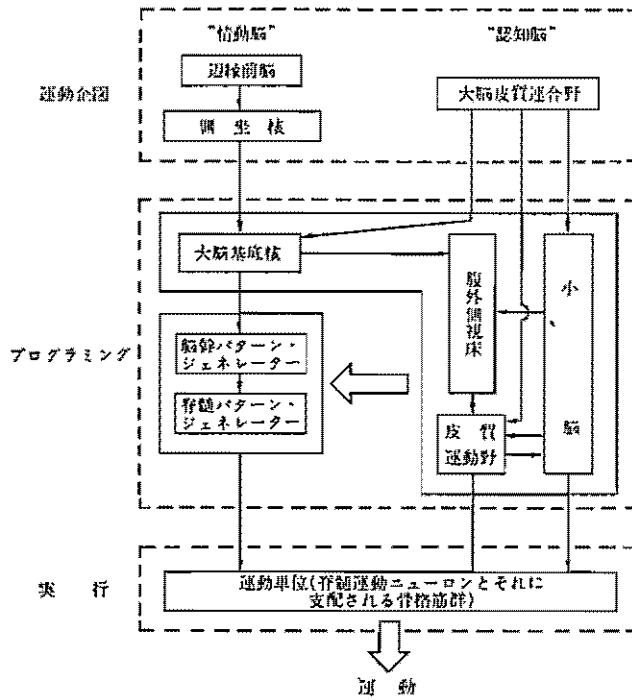 “情動脳”
“認知脳”
運動企図
辺縁前脳
大脳皮質連合野
側 坐 核
大脳基底核
腹外側視床
小 脳
プログラミング
脳幹パターン・
ジェネレーター
脊髄パターン・
ジェネレーター
皮 質
運動野
実 行
運動単位(脊髄運動ニューロンとそれに
支配される骨格筋群)
運 動